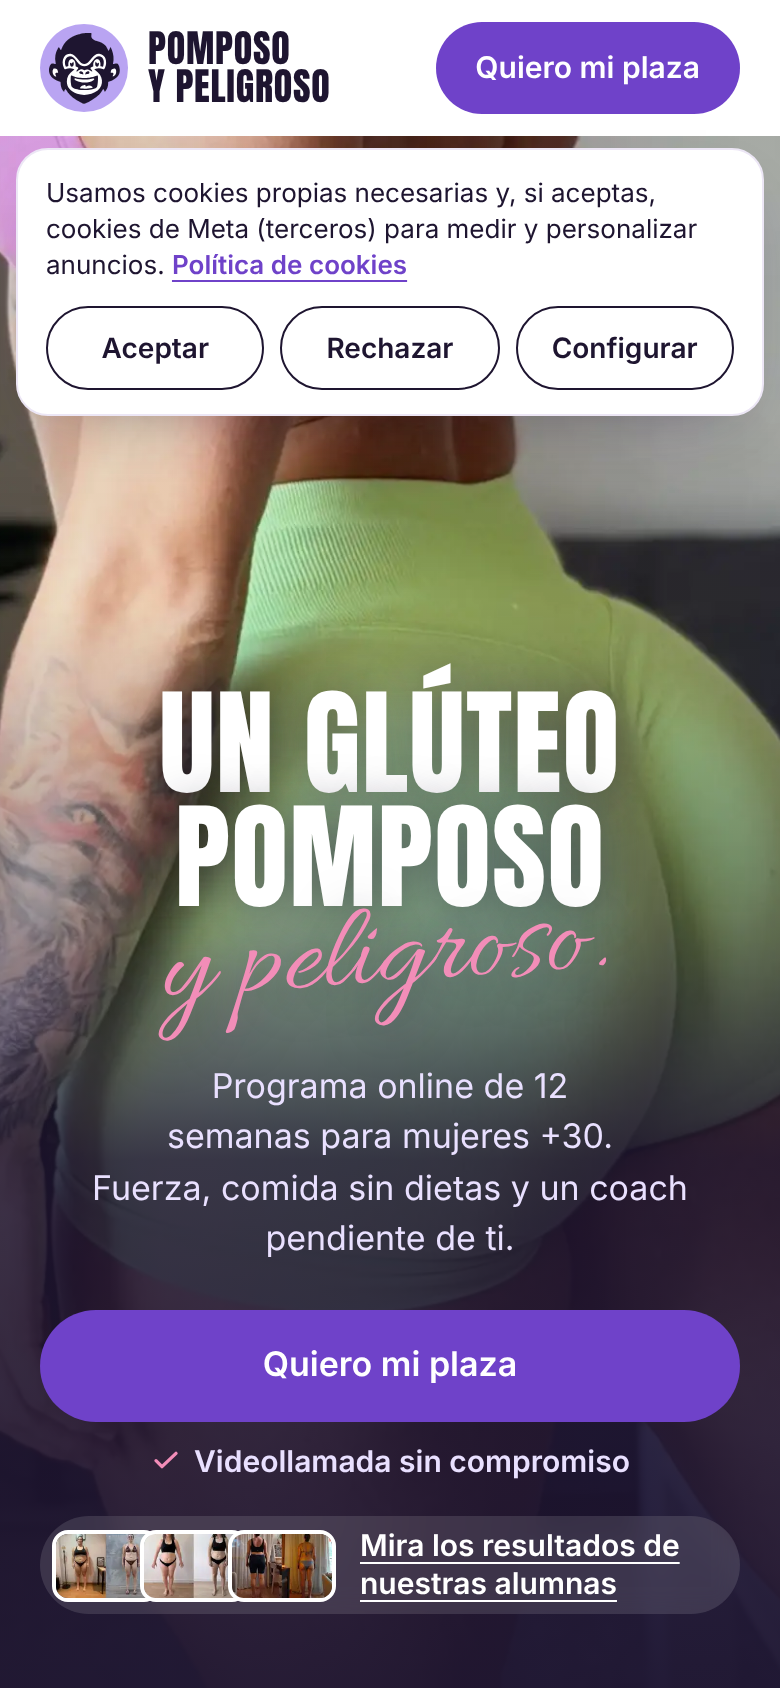 POMPOSO
Y PELIGROSO
Quiero mi plaza
Usamos cookies propias necesarias y, si aceptas,
cookies de Meta (terceros) para medir y personalizar
anuncios. Política de cookies
Aceptar
Rechazar
Configurar
UN GLÚTEO
POMPOSO
y peligroso.
Programa online de 12
semanas para mujeres +30.
Fuerza, comida sin dietas y un coach
pendiente de ti.
Quiero mi plaza
Videollamada sin compromiso
Mira los resultados de
nuestras alumnas